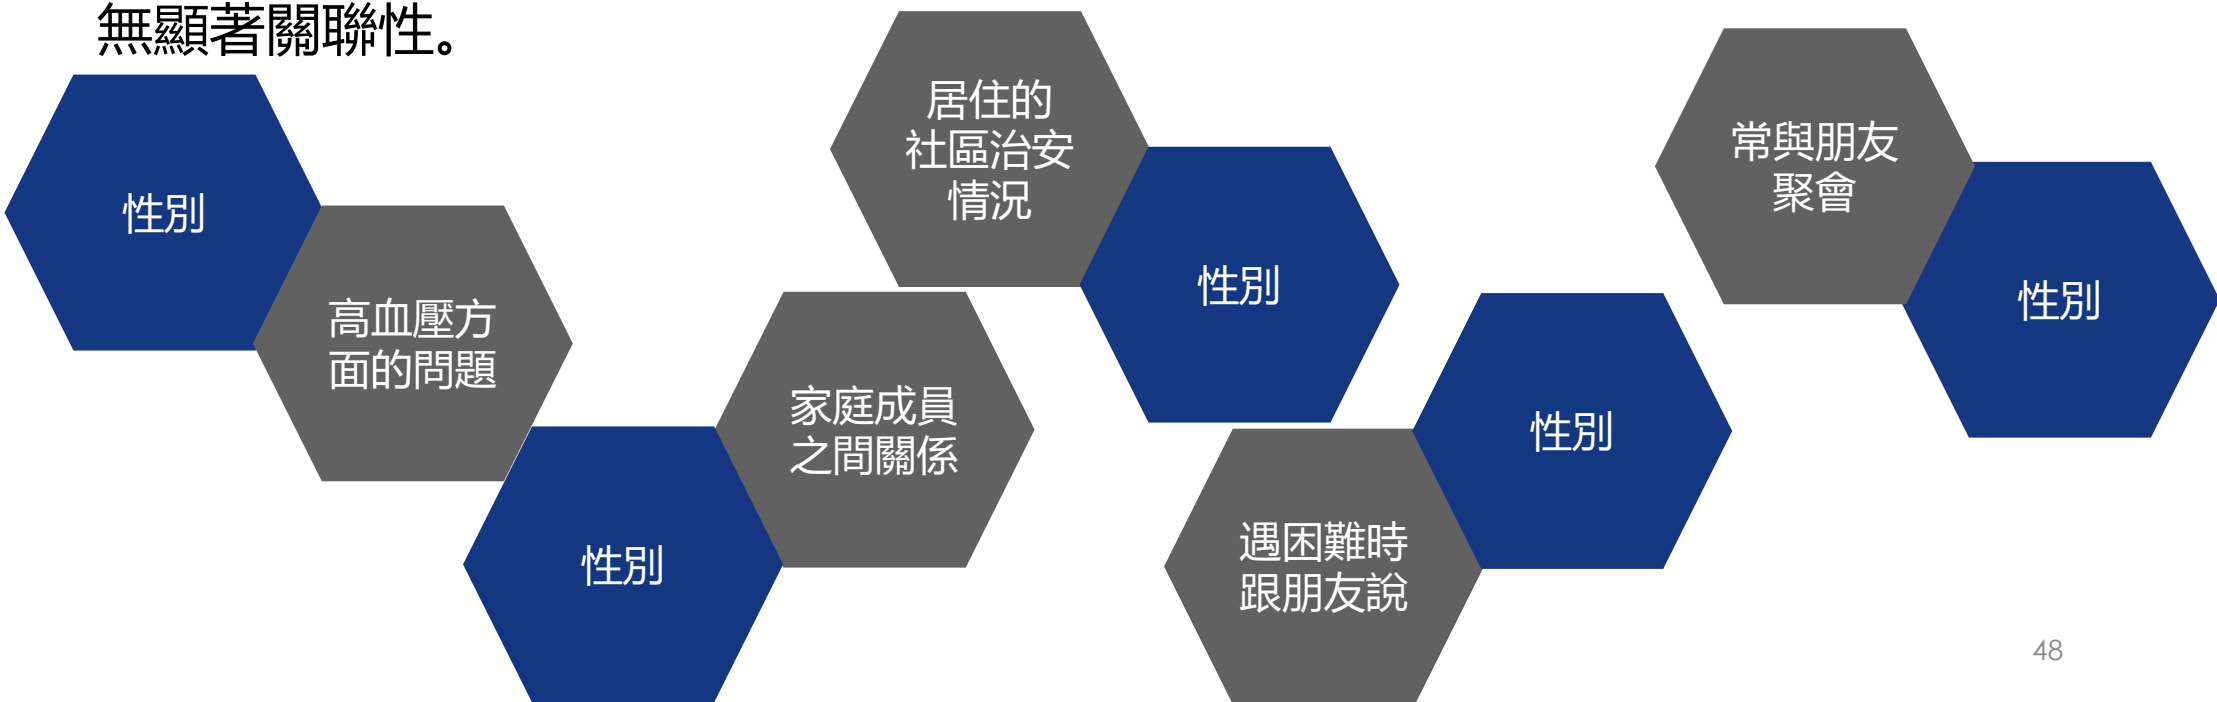 無顯著關聯性。
性別
高血壓方
面的問題
性別
家庭成員
之間關係
居住的
社區治安
情況
性別
遇困難時
跟朋友說
性別
常與朋友
聚會
性別
48